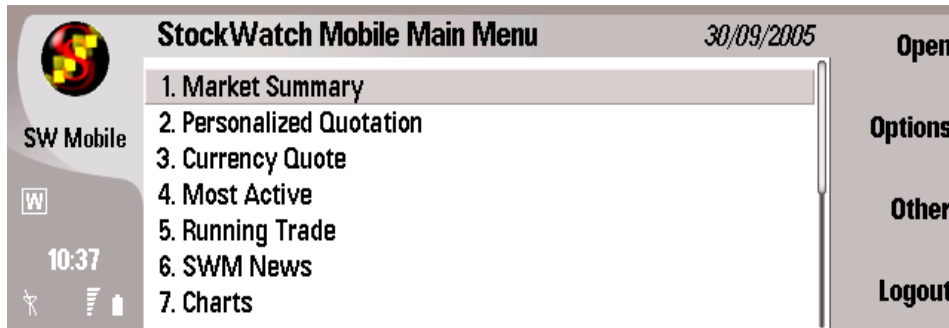 StockWatch Mobile Main Menu
30/09/2005
SW Mobile
W
10:37
1. Market Summary
2. Personalized Quotation
3. Currency Quote
4. Most Active
5. Running Trade
6. SWM News
7. Charts
Open
Options
Other
Logout